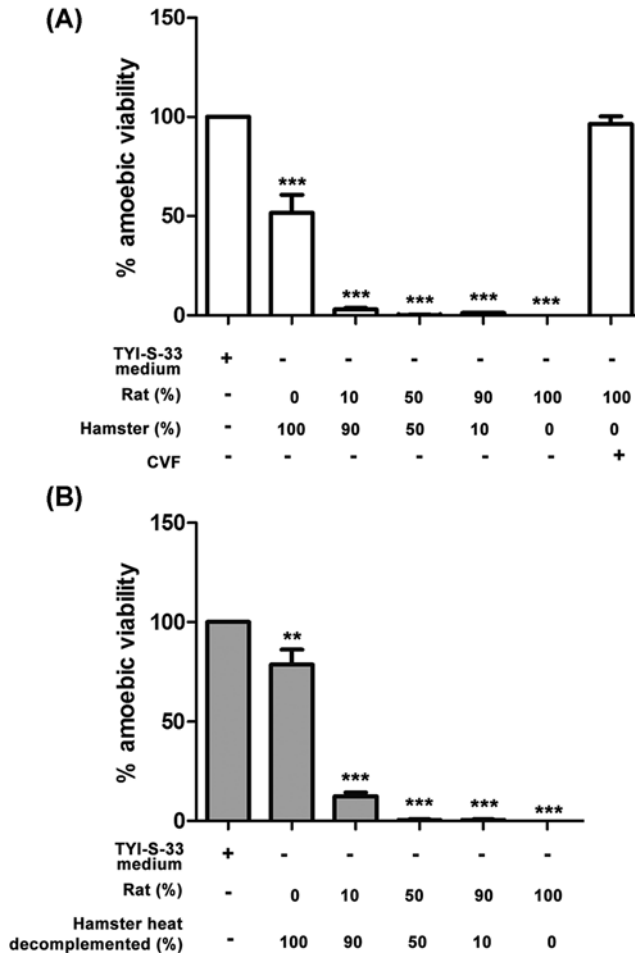 (A)
% amoebic viability
150
100
50
0
***
***
***
***
***
TYI-S-33
medium + - - - - - -
Rat (%) - 0 10 50 90 100 100
Hamster (%) - 100 90 50 10 0 0
CVF - - - - - - +
(B)
% amoebic viability
150
100
50
0
**
***
***
***
***
TYI-S-33
medium + - - - - -
Rat (%) - 0 10 50 90 100
Hamster heat
decomplemented (%) - 100 90 50 10 0